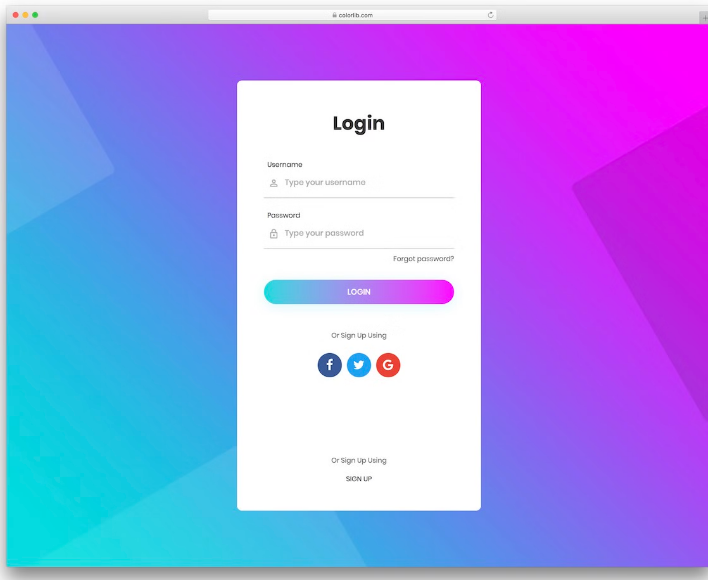 colorlib.com
Login
Username
Type your username
Password
Type your password
Forgot password?
LOGIN
Or Sign Up Using
f G
Or Sign Up Using
SIGN UP